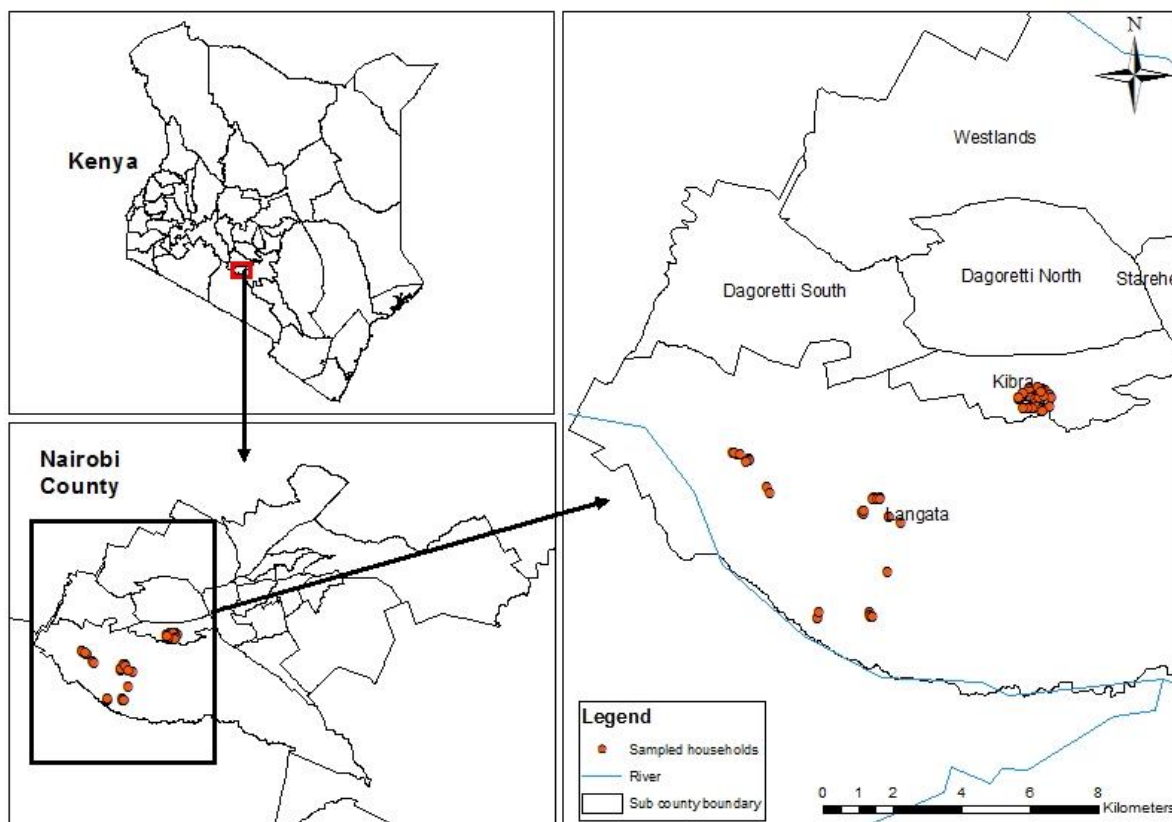 Kenya
Nairobi
County
N
Westlands
Dagoretti North
Starehe
Dagoretti South
Kibra
Langata
Legend
Sampled households
River
Sub county boundary
0 1 2 4 6 8
Kilometers